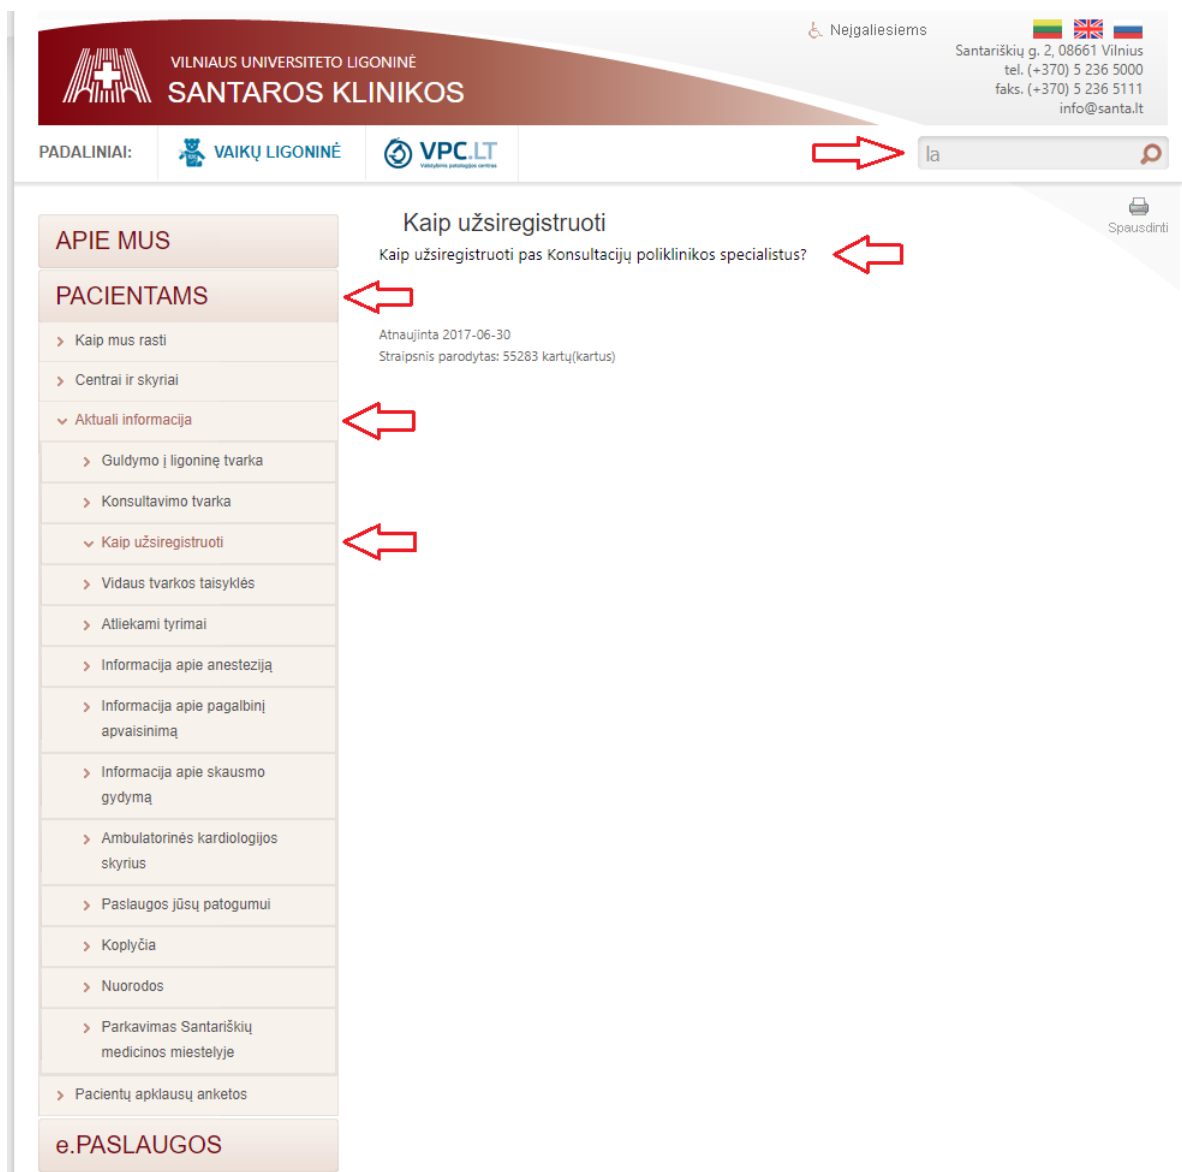 Neįgaliesiems
Santariškių g. 2, 08661 Vilnius
tel. (+370) 5 236 5000
faks. (+370) 5 236 5111
info@santa.lt
VILNIAUS UNIVERSITETO LIGONINĖ
SANTAROS KLINIKOS
PADALINIAI:
VAIKŲ LIGONINĖ
VPC.LT
Valstybinis patologijos centras
la
Spausdinti
Kaip užsiregistruoti
Kaip užsiregistruoti pas Konsultacijų poliklinikos specialistus?
Atnaujinta 2017-06-30
Straipsnis parodytas: 55283 kartų(kartus)
APIE MUS
PACIENTAMS
Kaip mus rasti
Centrai ir skyriai
Aktuali informacija
Guldymo į ligoninę tvarka
Konsultavimo tvarka
Kaip užsiregistruoti
Vidaus tvarkos taisyklės
Atliekami tyrimai
Informacija apie anesteziją
Informacija apie pagalbinį
apvaisinimą
Informacija apie skausmo
gydymą
Ambulatorinės kardiologijos
skyrius
Paslaugos jūsų patogumui
Koplyčia
Nuorodos
Parkavimas Santariškių
medicinos miestelyje
Pacientų apklausų anketos
e.PASLAUGOS